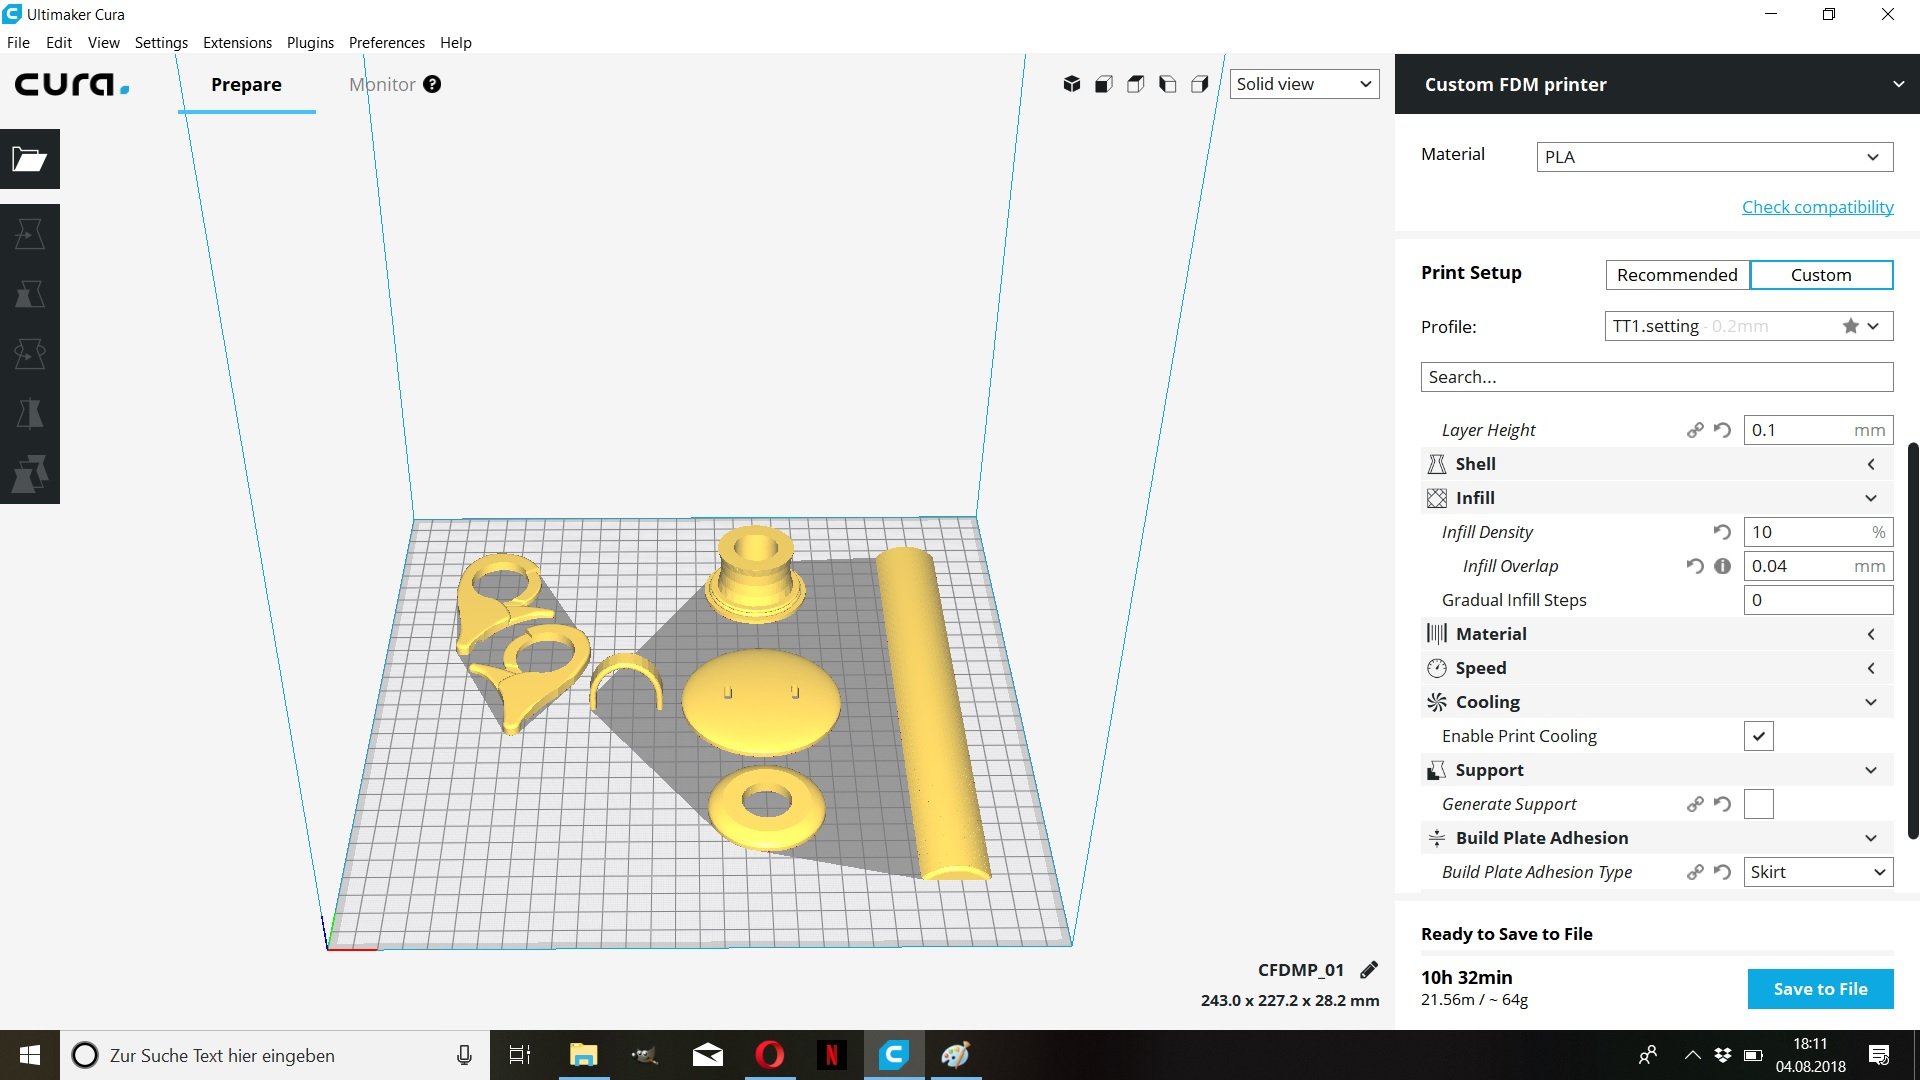 Ultimaker Cura
File Edit View Settings Extensions Plugins Preferences Help
cura.
Prepare
Monitor ?
Solid view
Custom FDM printer
Material PLA
Check compatibility
Print Setup Recommended Custom
Profile: TT1.setting - 0.2mm
Search...
Layer Height 0.1 mm
Shell
Infill
Infill Density 10 %
Infill Overlap 0.04 mm
Gradual Infill Steps 0
Material
Speed
Cooling
Enable Print Cooling
Support
Generate Support
Build Plate Adhesion
Build Plate Adhesion Type Skirt
CFDMP_01
243.0 x 227.2 x 28.2 mm
Ready to Save to File
10h 32min
21.56m / ~ 64g
Save to File
Zur Suche Text hier eingeben
N
C
18:11
04.08.2018